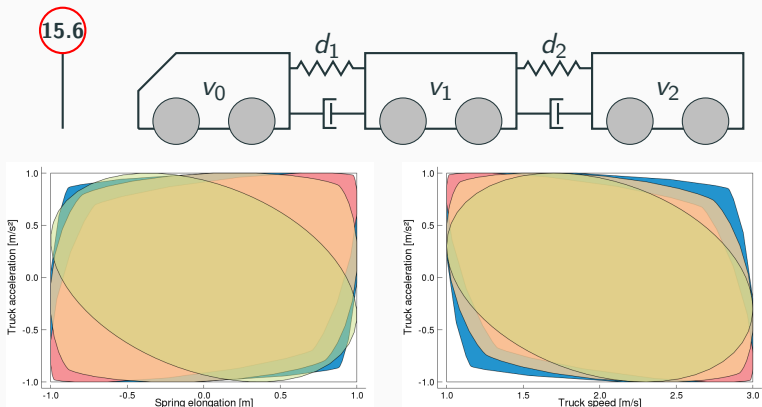 15.6
d1
d2
v0
v1
v2
1.0
0.5
0.0
-0.5
-1.0
Truck acceleration [m/s²]
-1.0
-0.5
0.0
0.5
1.0
Spring elongation [m]
1.0
0.5
0.0
-0.5
-1.0
Truck acceleration [m/s²]
1.0
1.5
2.0
2.5
3.0
Truck speed [m/s]